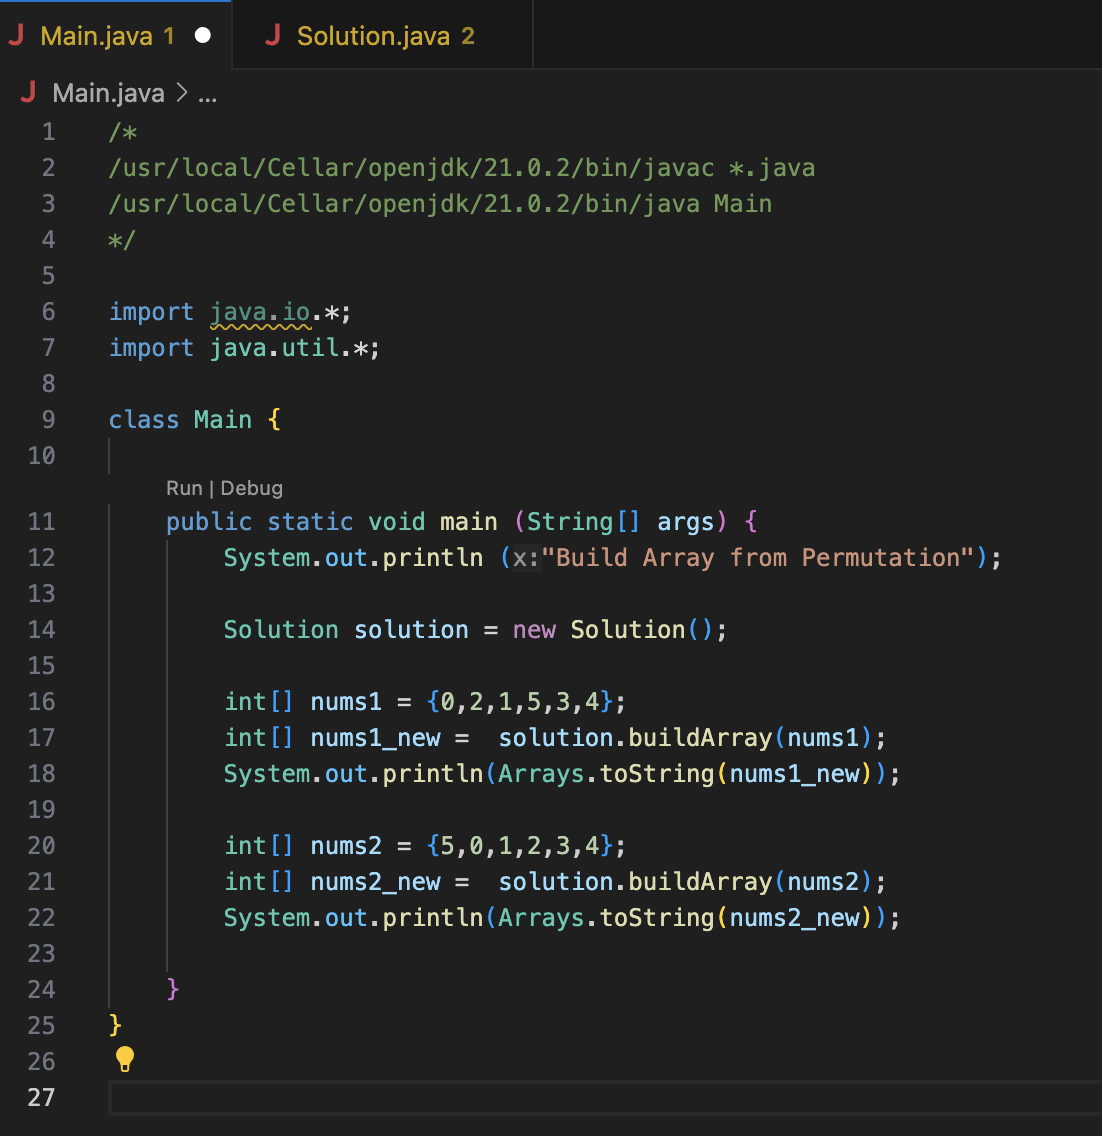 J Main.java 1 J Solution.java 2
J Main.java > ...
1 /*
2 /usr/local/Cellar/openjdk/21.0.2/bin/javac *.java
3 /usr/local/Cellar/openjdk/21.0.2/bin/java Main
4 */
5
6 import java.io.*;
7 import java.util.*;
8
9 class Main {
10
Run | Debug
11 public static void main (String[] args) {
12 System.out.println (x:"Build Array from Permutation");
13
14 Solution solution = new Solution();
15
16 int[] nums1 = {0,2,1,5,3,4};
17 int[] nums1_new =  solution.buildArray(nums1);
18 System.out.println(Arrays.toString(nums1_new));
19
20 int[] nums2 = {5,0,1,2,3,4};
21 int[] nums2_new =  solution.buildArray(nums2);
22 System.out.println(Arrays.toString(nums2_new));
23
24 }
25 }
26
27